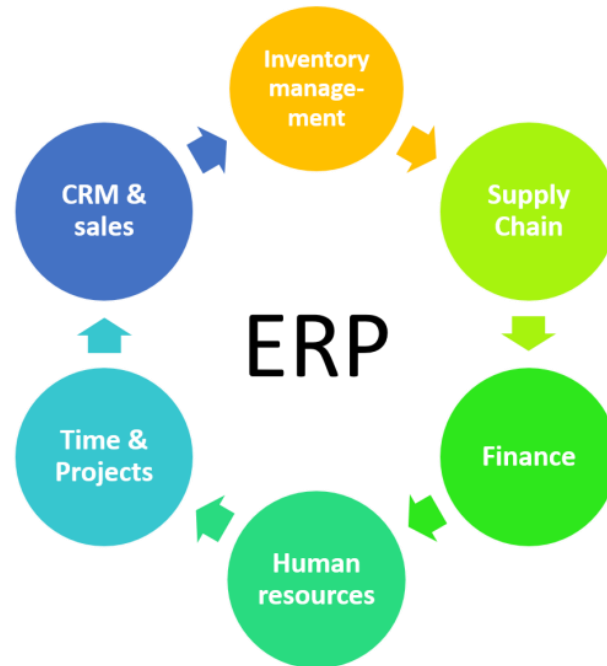 Inventory
manage-
ment
CRM &
sales
Supply
Chain
ERP
Time &
Projects
Finance
Human
resources